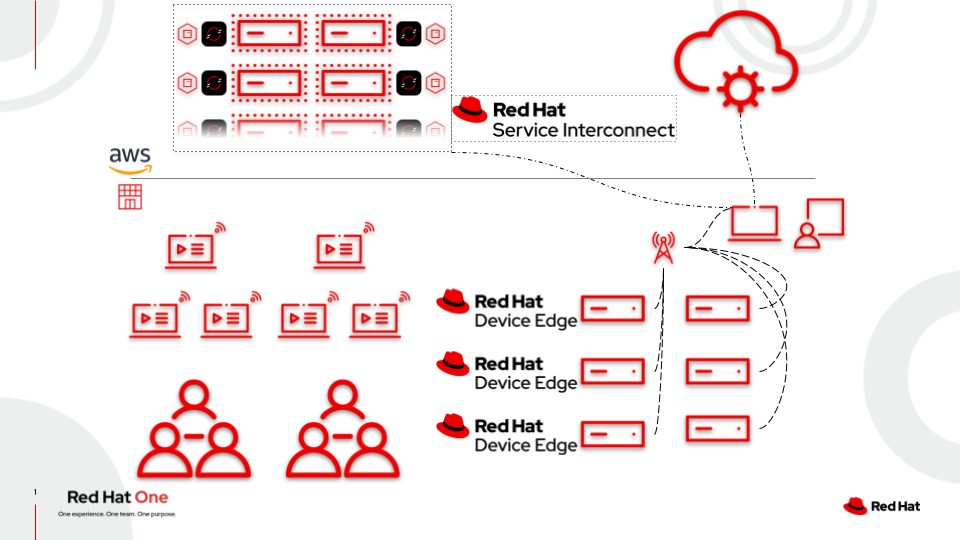 Red Hat
Service Interconnect
aws
Red Hat
Device Edge
Red Hat
Device Edge
Red Hat
Device Edge
1
Red Hat One
One experience. One team. One purpose.
Red Hat